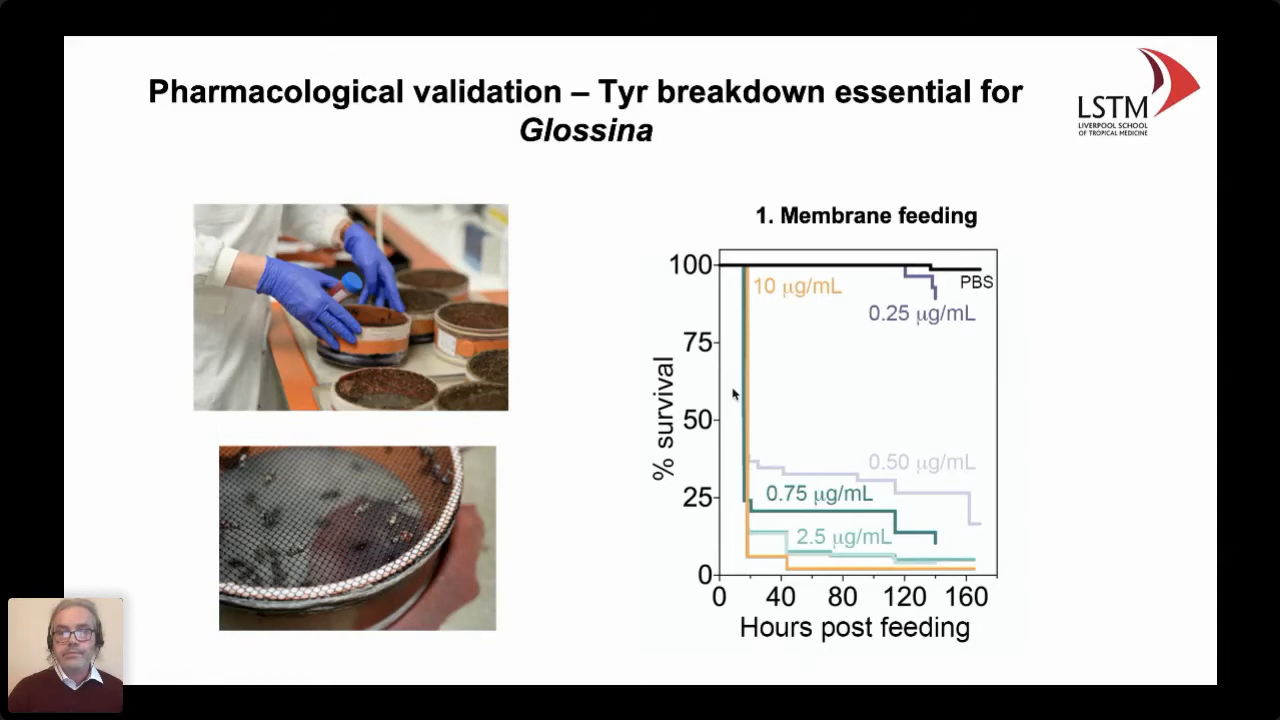 Pharmacological validation – Tyr breakdown essential for
Glossina
LSTM
LIVERPOOL SCHOOL
OF TROPICAL MEDICINE
1. Membrane feeding
100
75
50
25
0
% survival
10 μg/mL
PBS
0.25 μg/mL
0.50 μg/mL
0.75 μg/mL
2.5 μg/mL
0 40 80 120 160
Hours post feeding